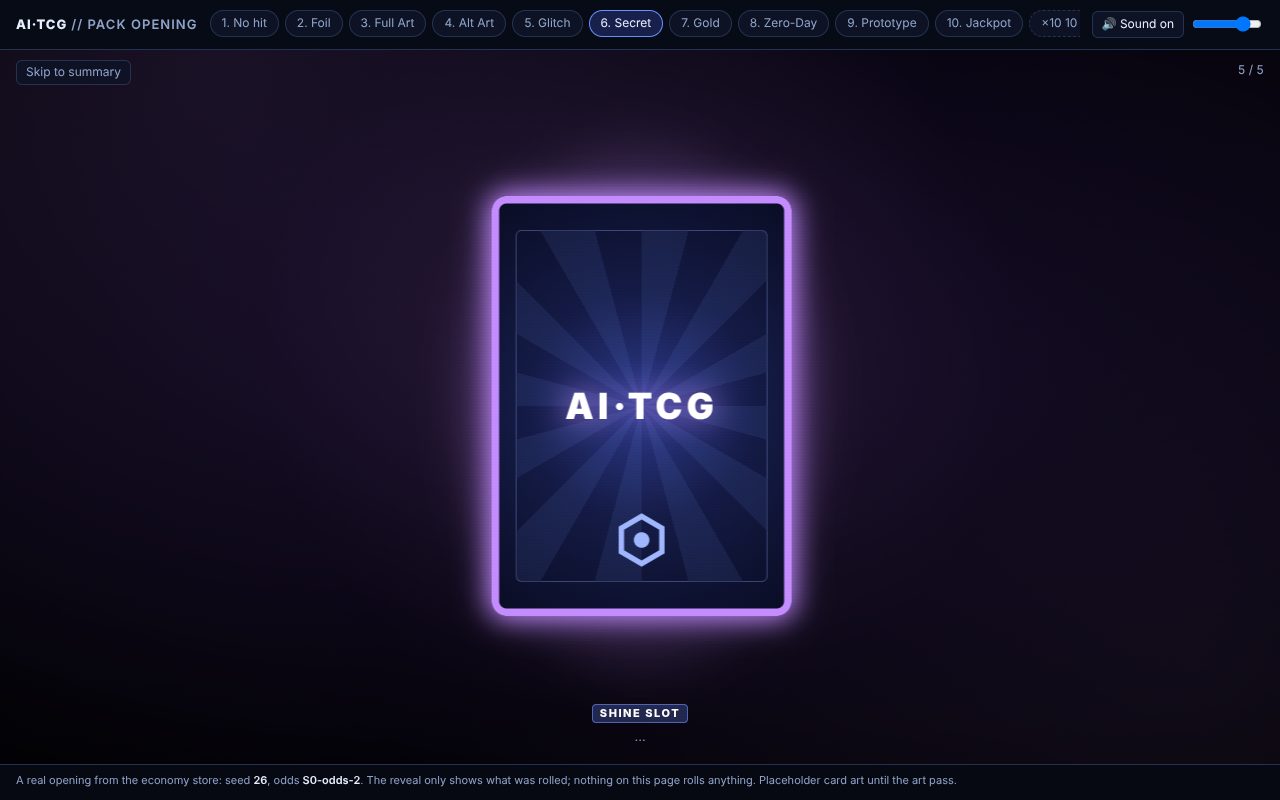 AI·TCG // PACK OPENING
1. No hit
2. Foil
3. Full Art
4. Alt Art
5. Glitch
6. Secret
7. Gold
8. Zero-Day
9. Prototype
10. Jackpot
×10 10
🔊 Sound on
Skip to summary
5 / 5
AI·TCG
SHINE SLOT
...
A real opening from the economy store: seed 26, odds S0-odds-2. The reveal only shows what was rolled; nothing on this page rolls anything. Placeholder card art until the art pass.